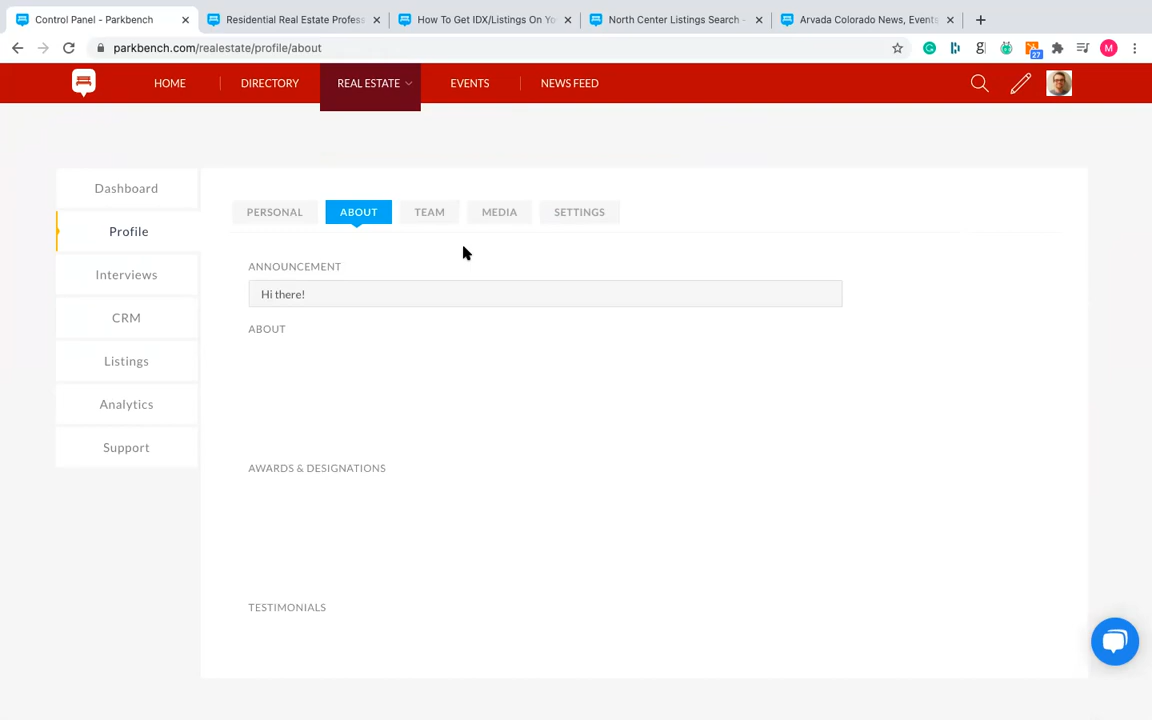 Control Panel - Parkbench
Residential Real Estate Profess
How To Get IDX/Listings On Yo
North Center Listings Search -
Arvada Colorado News, Events
parkbench.com/realestate/profile/about
27
M
HOME
DIRECTORY
REAL ESTATE
EVENTS
NEWS FEED
Dashboard
Profile
Interviews
CRM
Listings
Analytics
Support
PERSONAL
ABOUT
TEAM
MEDIA
SETTINGS
ANNOUNCEMENT
Hi there!
ABOUT
AWARDS & DESIGNATIONS
TESTIMONIALS